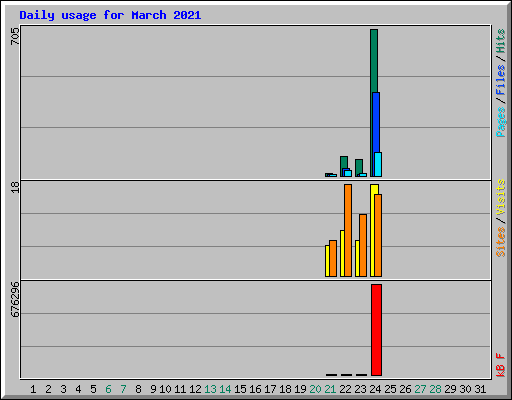 Daily usage for March 2021
705
Pages/Files/Hits
18
Sites/Visits
676296
kB F
1 2 3 4 5 6 7 8 9 10 11 12 13 14 15 16 17 18 19 20 21 22 23 24 25 26 27 28 29 30 31